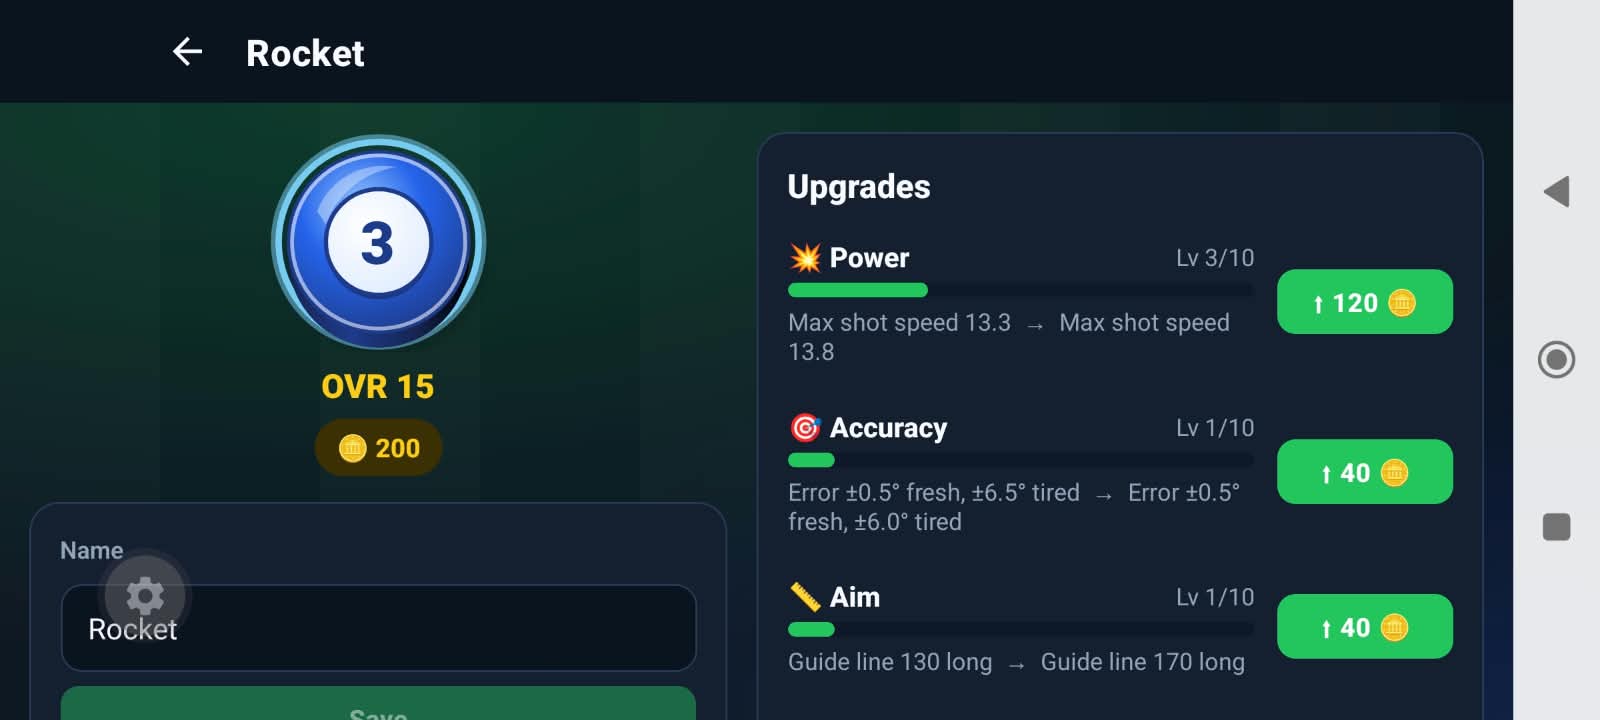 Rocket
3
OVR 15
200
Name
Rocket
Save
Upgrades
Power
Lv 3/10
Max shot speed 13.3 → Max shot speed
13.8
↑ 120
Accuracy
Lv 1/10
Error ±0.5° fresh, ±6.5° tired → Error ±0.5°
fresh, ±6.0° tired
↑ 40
Aim
Lv 1/10
Guide line 130 long → Guide line 170 long
↑ 40